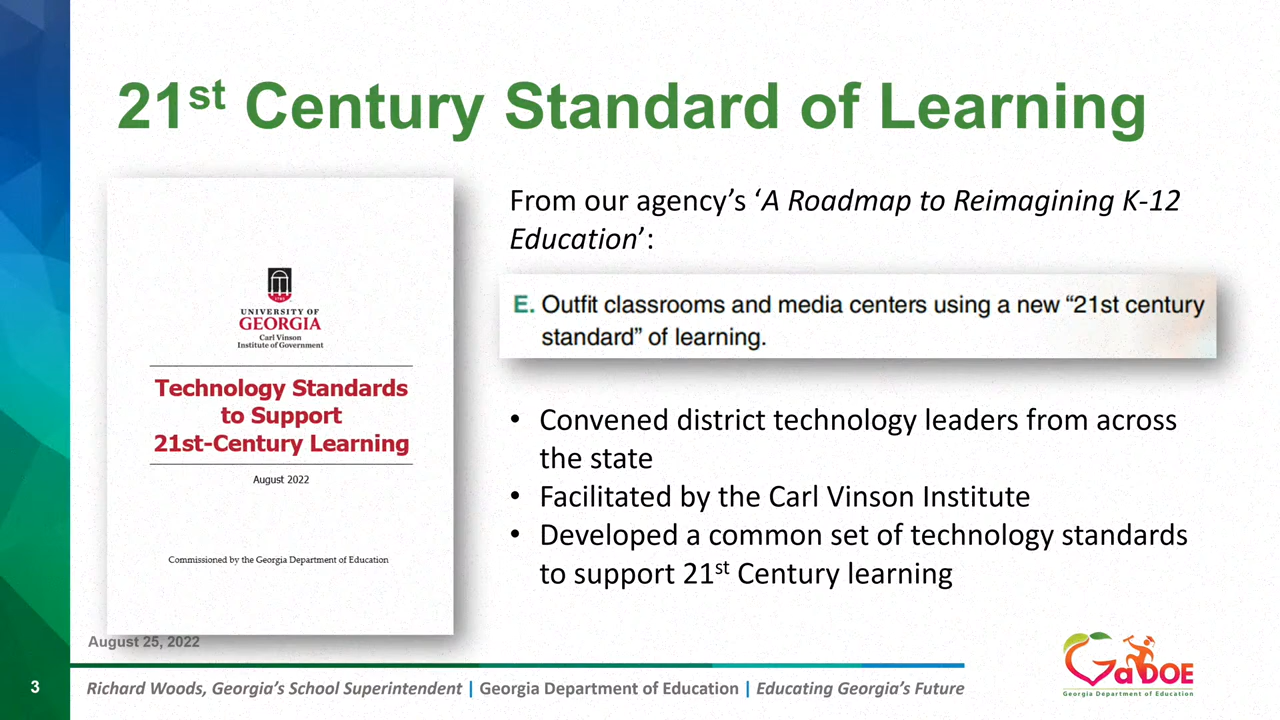 21st Century Standard of Learning
UNIVERSITY OF
GEORGIA
Carl Vinson
Institute of Government
Technology Standards
to Support
21st-Century Learning
August 2022
Commissioned by the Georgia Department of Education
From our agency’s ‘A Roadmap to Reimagining K-12
Education’:
E. Outfit classrooms and media centers using a new “21st century
standard” of learning.
• Convened district technology leaders from across
the state
• Facilitated by the Carl Vinson Institute
• Developed a common set of technology standards
to support 21st Century learning
August 25, 2022
3
Richard Woods, Georgia’s School Superintendent | Georgia Department of Education | Educating Georgia’s Future
GaDOE
Georgia Department of Education